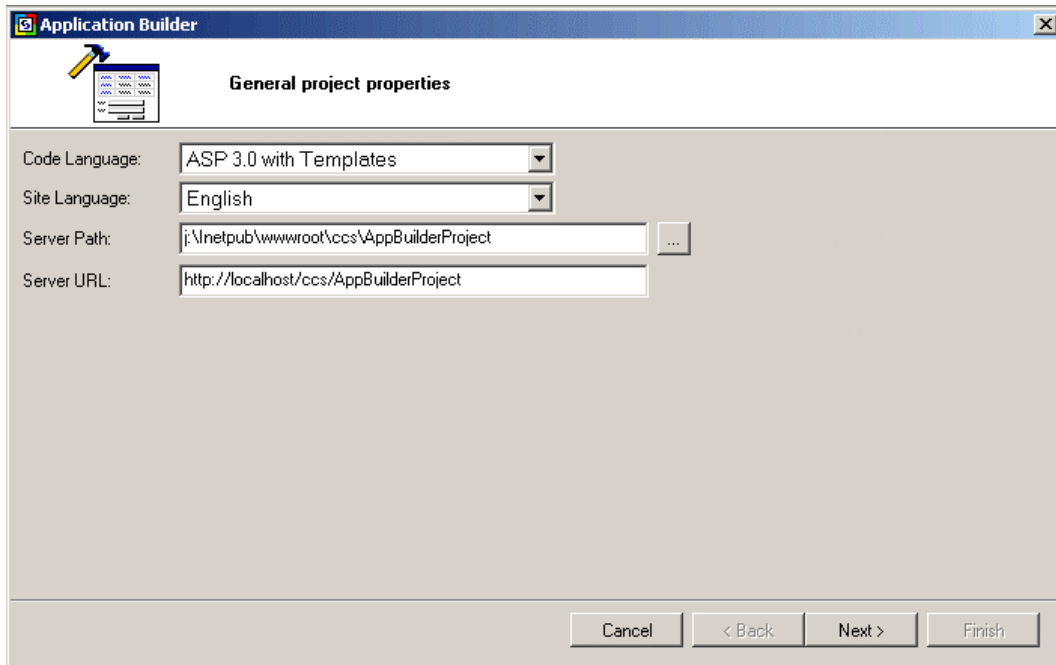 Application Builder
General project properties
Code Language: ASP 3.0 with Templates
Site Language: English
Server Path: j:\Inetpub\wwwroot\ccs\AppBuilderProject ...
Server URL: http://localhost/ccs/AppBuilderProject
Cancel < Back Next > Finish